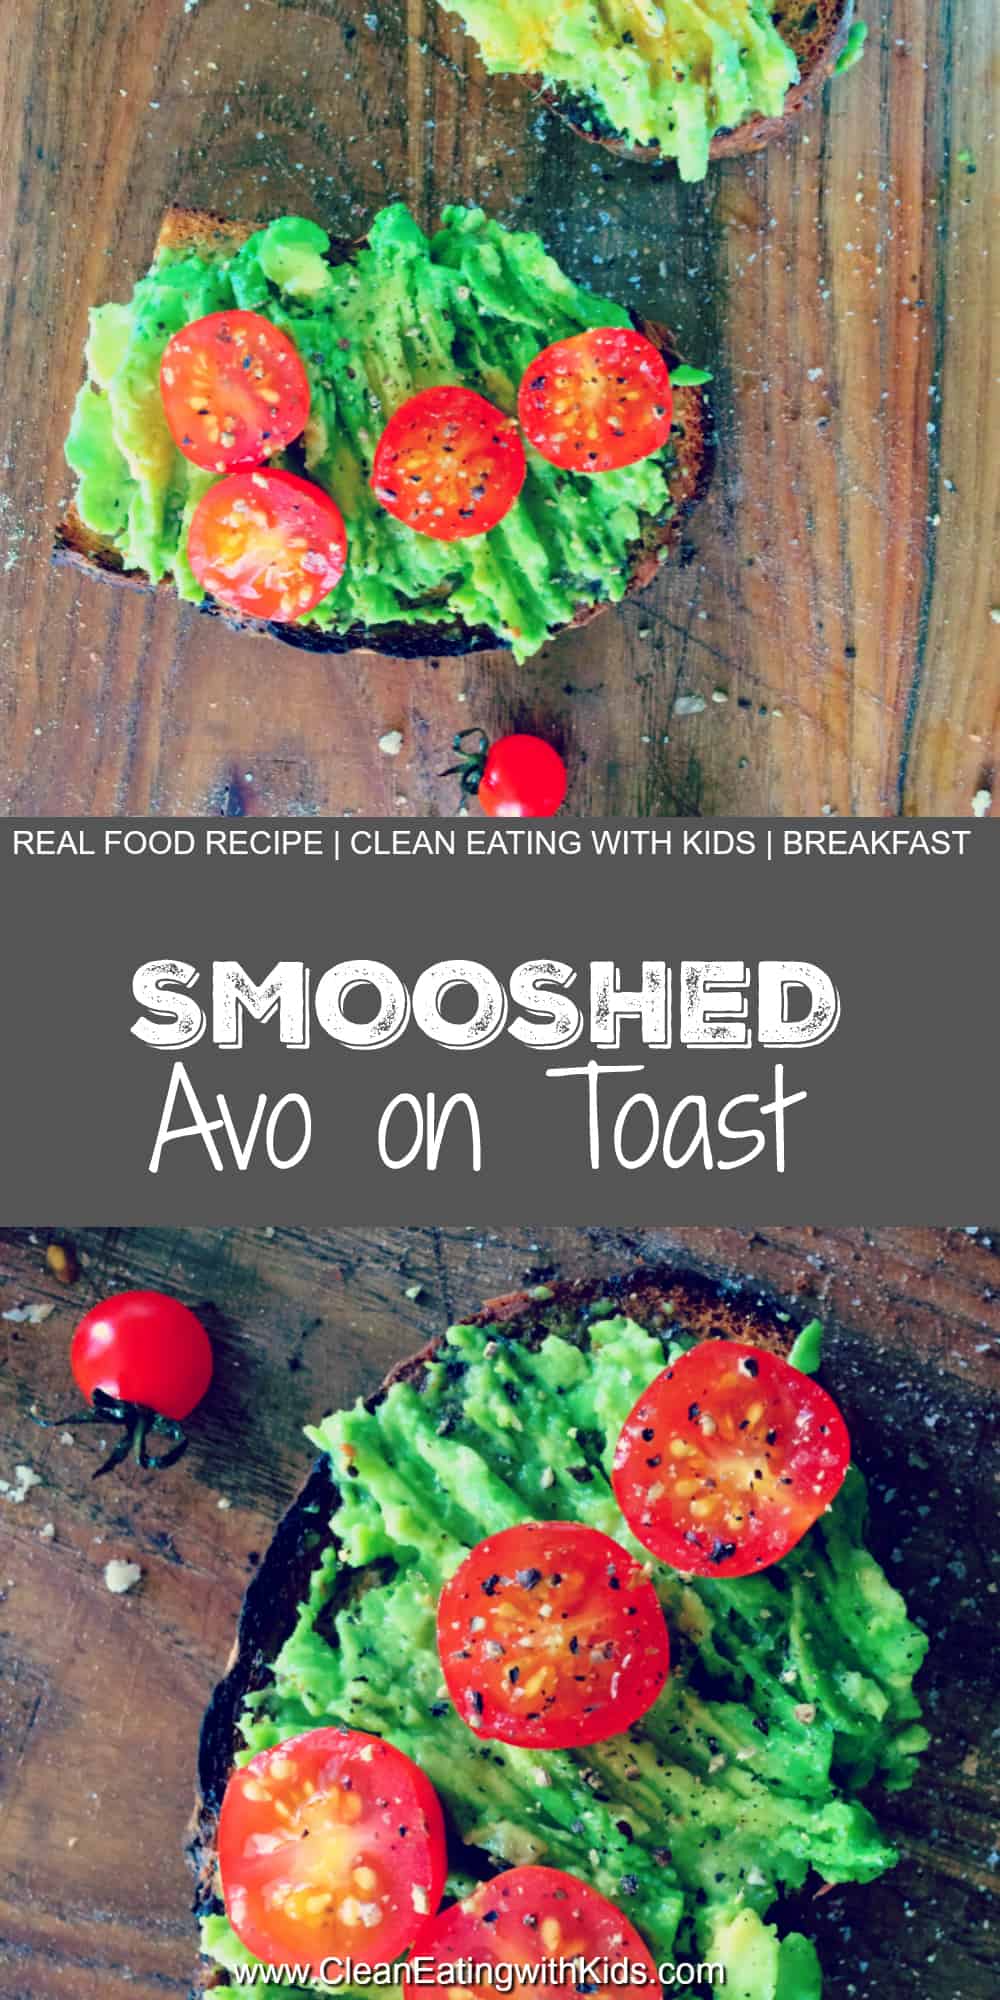 REAL FOOD RECIPE | CLEAN EATING WITH KIDS | BREAKFAST
SMOOSHED
Avo on Toast
www.CleanEatingwithKids.com